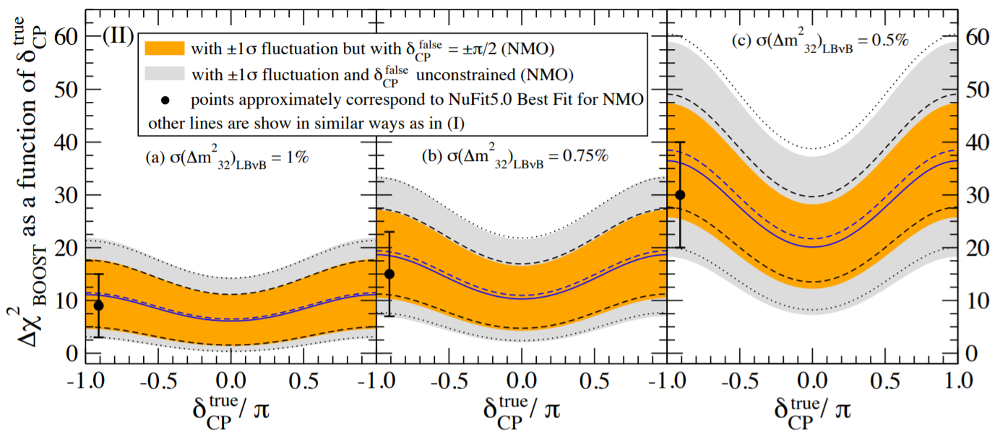 Δχ²BOOST as a function of δCP^true
60
50
40
30
20
10
0
(II)
with ±1σ fluctuation but with δCP^false = ±π/2 (NMO)
with ±1σ fluctuation and δCP^false unconstrained (NMO)
points approximately correspond to NuFit5.0 Best Fit for NMO
other lines are show in similar ways as in (I)
(a) σ(Δm²32)LBνB = 1%
(b) σ(Δm²32)LBνB = 0.75%
(c) σ(Δm²32)LBνB = 0.5%
60
50
40
30
20
10
0
-1.0 -0.5 0.0 0.5 -1.0 -0.5 0.0 0.5 -1.0 -0.5 0.0 0.5 1.0
δCP^true/ π δCP^true/ π δCP^true/ π